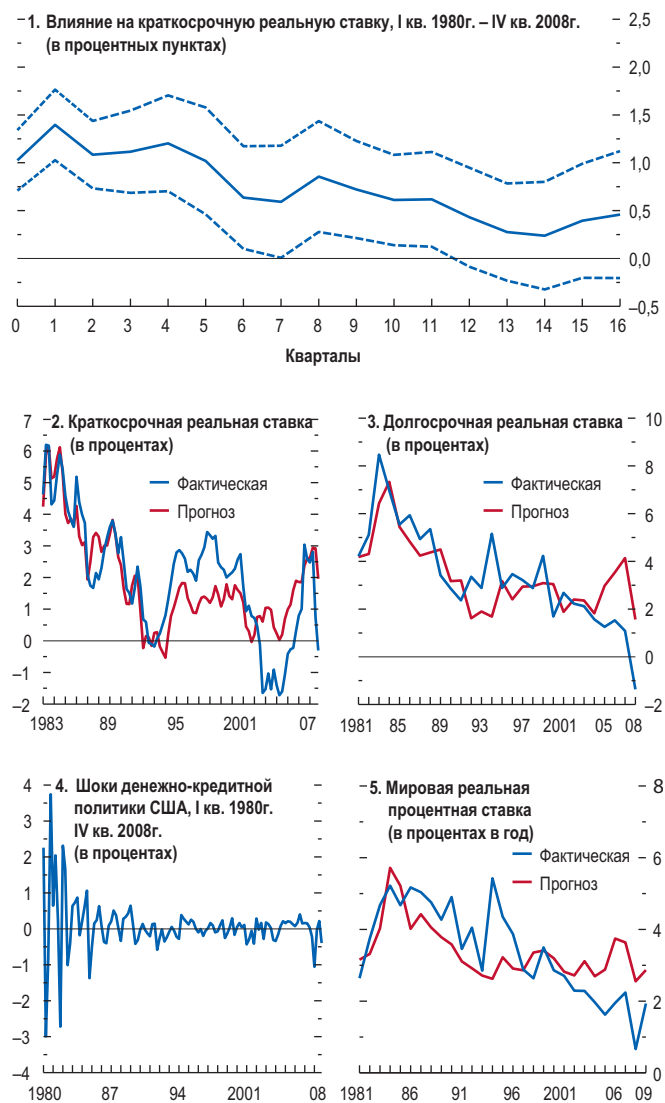 1. Влияние на краткосрочную реальную ставку, I кв. 1980г. – IV кв. 2008г.
(в процентных пунктах)
2,5
2,0
1,5
1,0
0,5
0,0
–0,5
0 1 2 3 4 5 6 7 8 9 10 11 12 13 14 15 16
Кварталы
2. Краткосрочная реальная ставка
(в процентах)
Фактическая
Прогноз
7
6
5
4
3
2
1
0
–1
–2
1983 89 95 2001 07
3. Долгосрочная реальная ставка
(в процентах)
Фактическая
Прогноз
10
8
6
4
2
0
–2
1981 85 89 93 97 2001 05 08
4. Шоки денежно-кредитной
политики США, I кв. 1980г.
IV кв. 2008г.
(в процентах)
4
3
2
1
0
–1
–2
–3
–4
1980 87 94 2001 08
5. Мировая реальная
процентная ставка
(в процентах в год)
Фактическая
Прогноз
8
6
4
2
0
1981 86 91 96 2001 06 09